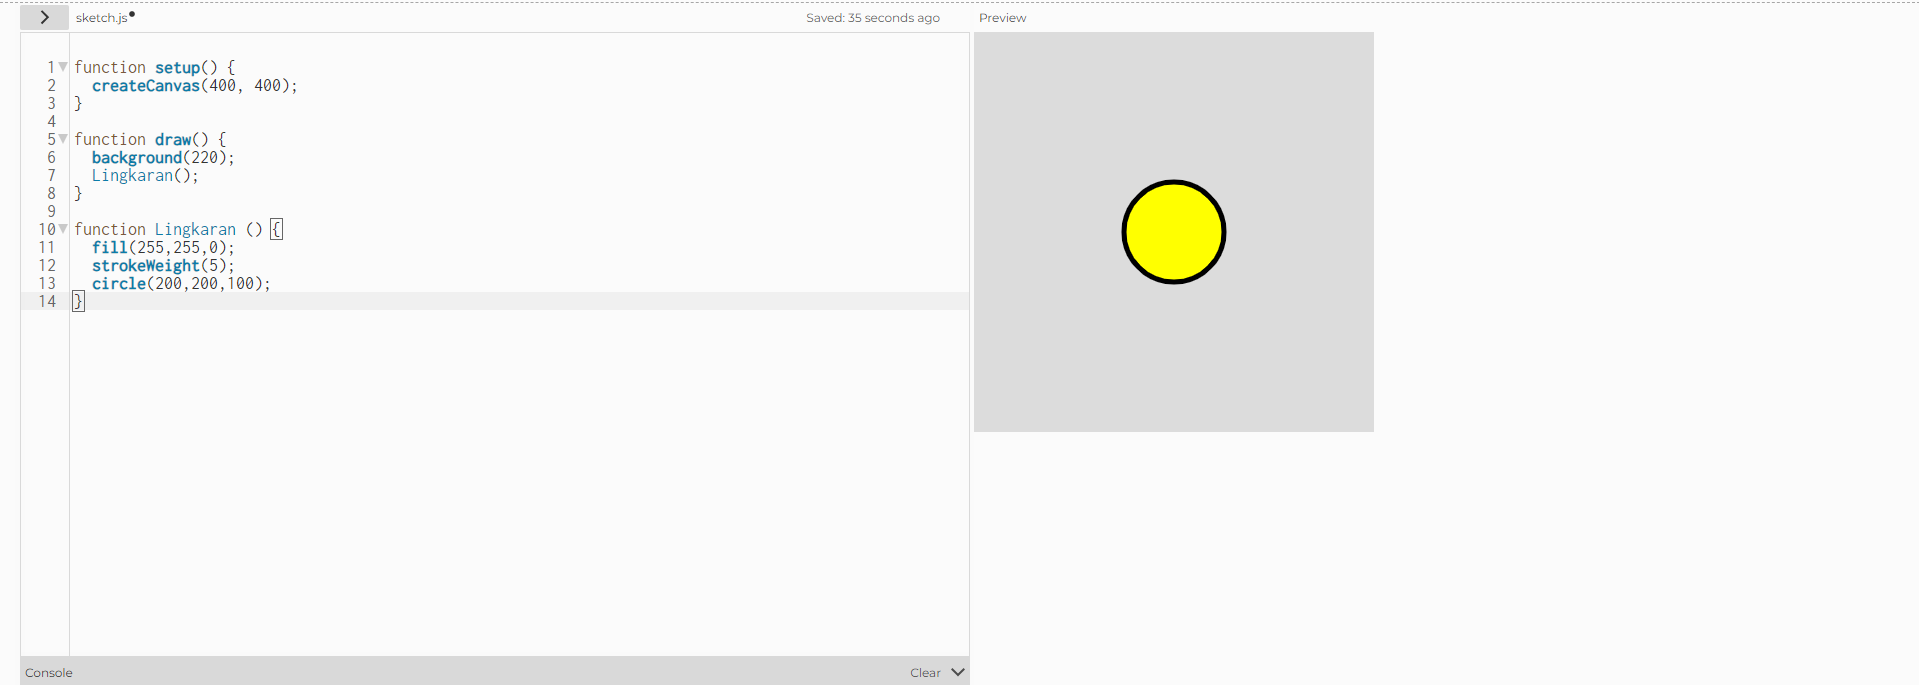 sketch.js●
Saved: 35 seconds ago
Preview
1 function setup() {
2   createCanvas(400, 400);
3 }
4
5 function draw() {
6   background(220);
7   Lingkaran();
8 }
9
10 function Lingkaran () {
11   fill(255,255,0);
12   strokeWeight(5);
13   circle(200,200,100);
14 }
Console
Clear